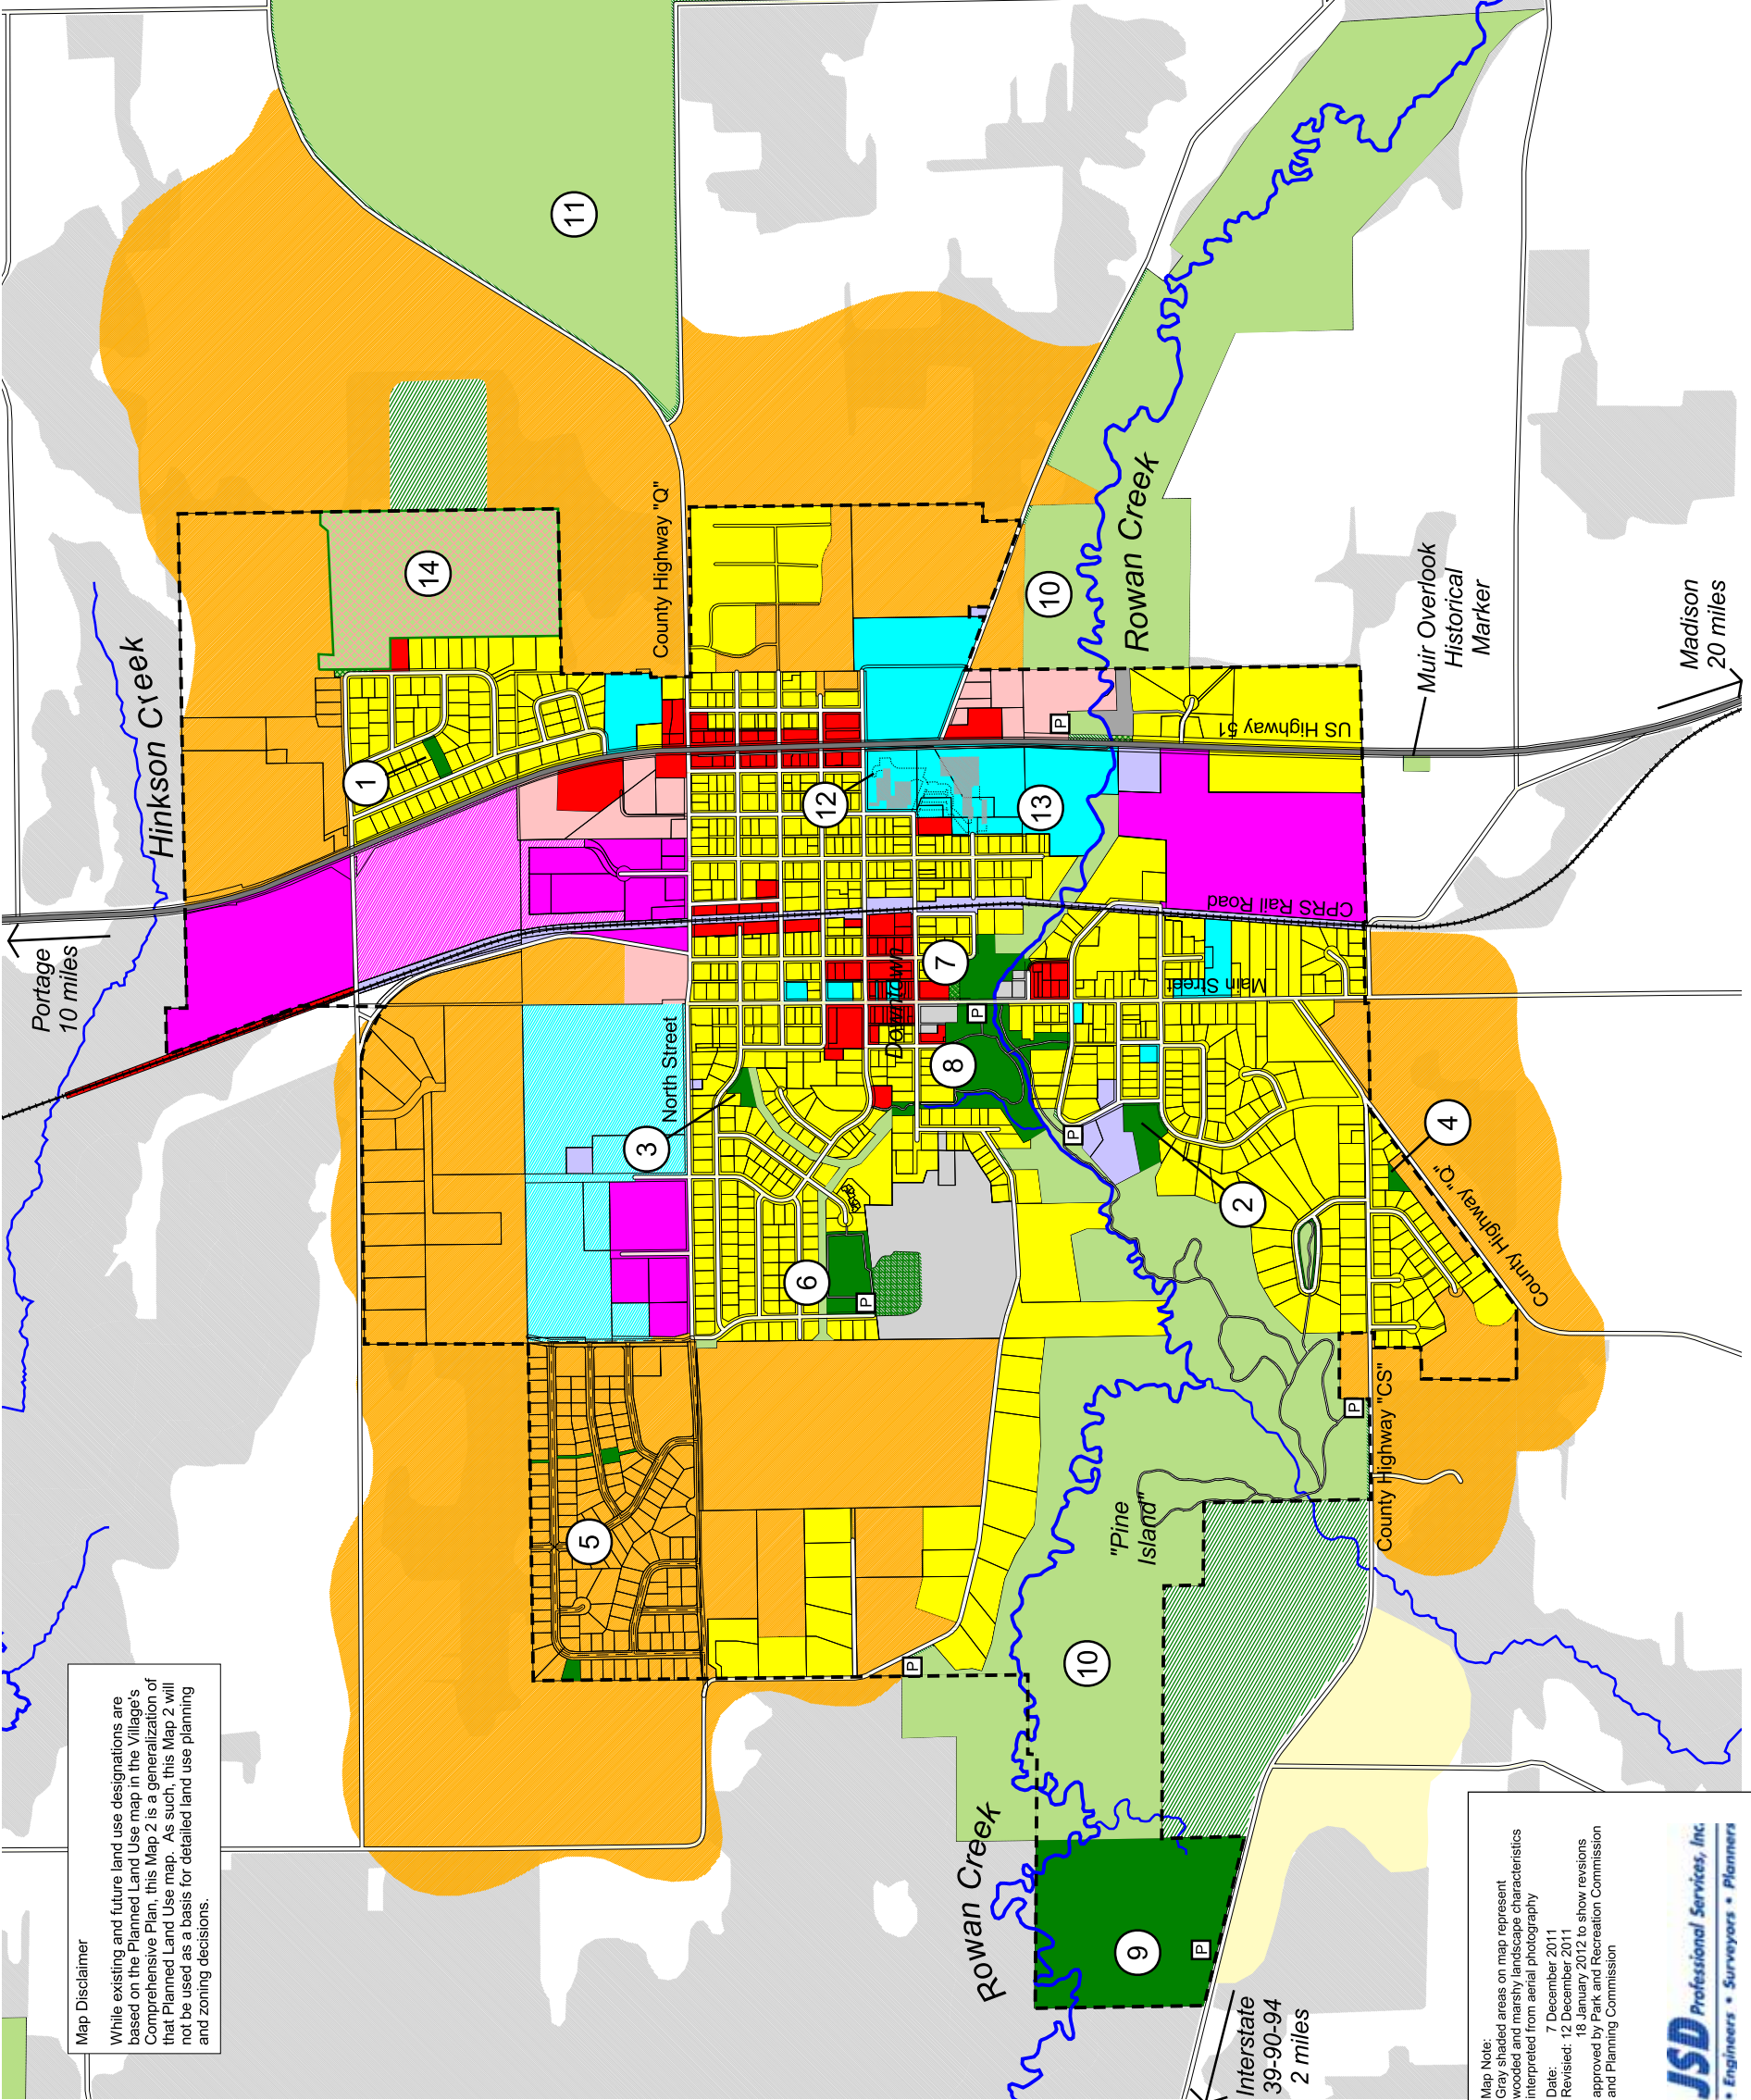 Portage
10 miles
Hinkson Creek
1
14
11
County Highway "Q"
12
13
10
Rowan Creek
US Highway 51
Muir Overlook
Historical
Marker
Madison
20 miles
CPRS Rail Road
Main Street
Downtown
7
8
P
P
P
North Street
3
6
P
2
4
County Highway "Q"
County Highway "CS"
P
5
"Pine
Island"
10
P
Rowan Creek
9
P
Interstate
39-90-94
2 miles
Map Disclaimer
While existing and future land use designations are
based on the Planned Land Use map in the Village's
Comprehensive Plan, this Map 2 is a generalization of
that Planned Land Use map. As such, this Map 2 will
not be used as a basis for detailed land use planning
and zoning decisions.
Map Note:
Gray shaded areas on map represent
wooded and marshy landscape characteristics
interpreted from aerial photography
Date: 7 December 2011
Revisied: 12 December 2011
18 January 2012 to show revsions
approved by Park and Recreation Commission
and Planning Commission
JSD Professional Services, Inc.
• Engineers • Surveyors • Planners